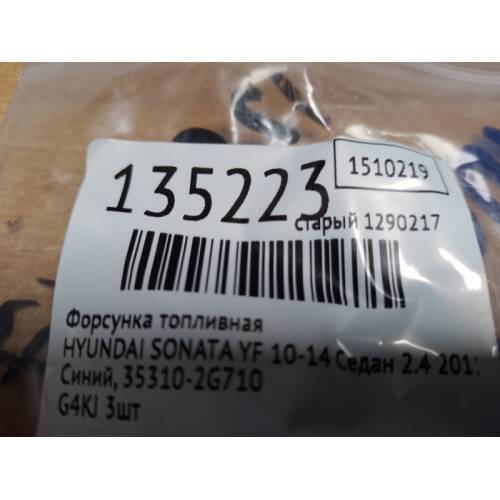 135223
1510219
старый 1290217
Форсунка топливная
HYUNDAI SONATA YF 10-14 Седан 2.4 201
Синий, 35310-2G710
G4KJ 3шт